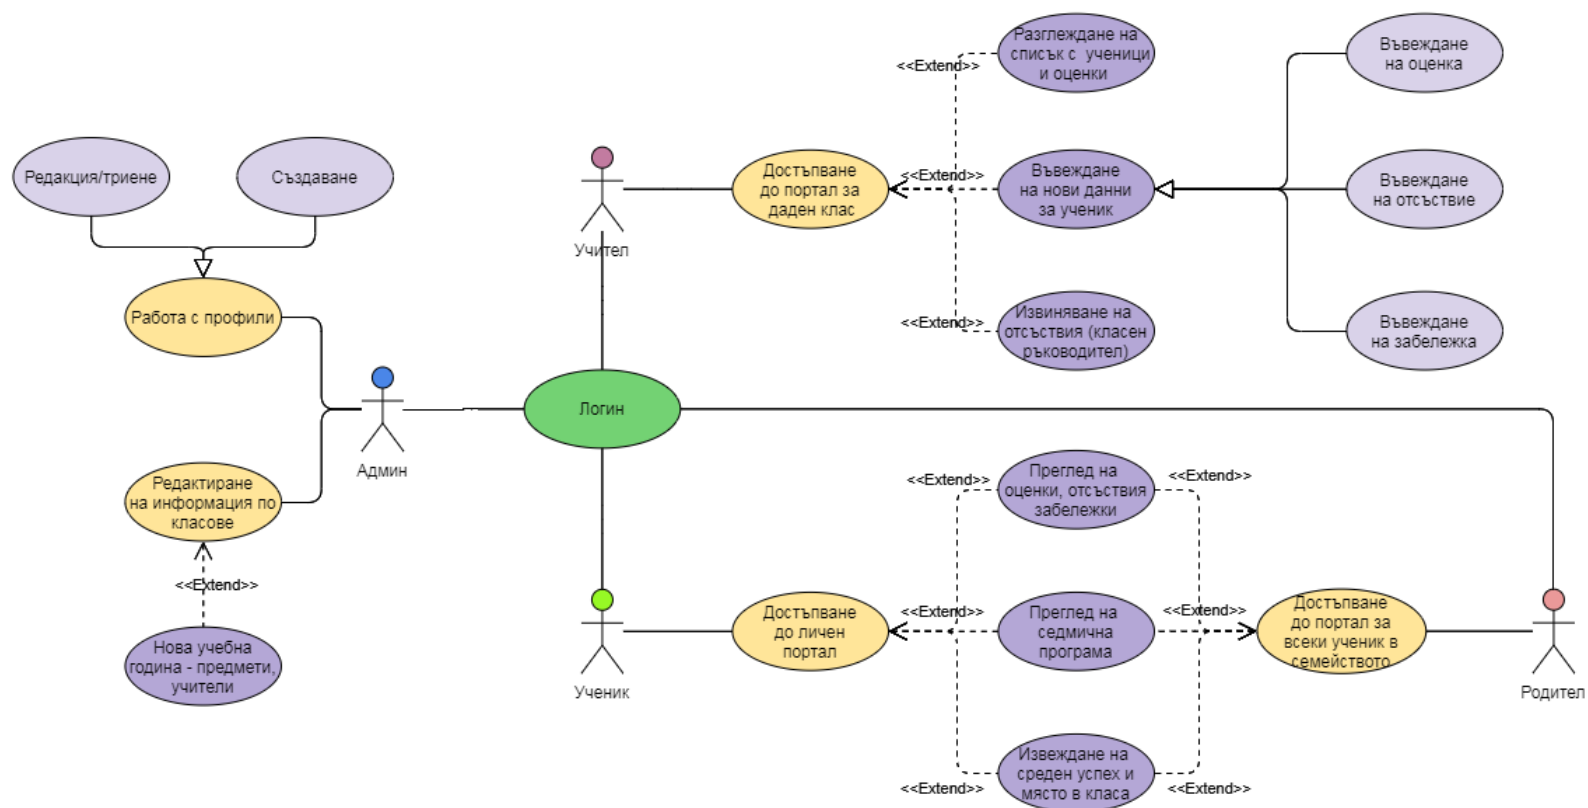 Разглеждане на
списък с ученици
и оценки
<<Extend>>
Въвеждане
на оценка
Редакция/триене
Създаване
Достъпване
до портал за
даден клас
<<Extend>>
Въвеждане
на нови данни
за ученик
Въвеждане
на отсъствие
Учител
Работа с профили
<<Extend>>
Извиняване на
отсъствия (класен
ръководител)
Въвеждане
на забележка
Логин
Админ
Редактиране
на информация по
класове
<<Extend>>
Преглед на
оценки, отсъствия
забележки
<<Extend>>
<<Extend>>
Нова учебна
година - предмети,
учители
Достъпване
до личен
портал
<<Extend>>
Преглед на
седмична
програма
<<Extend>>
Достъпване
до портал за
всеки ученик в
семейството
Ученик
Родител
<<Extend>>
Извеждане на
среден успех и
място в класа
<<Extend>>